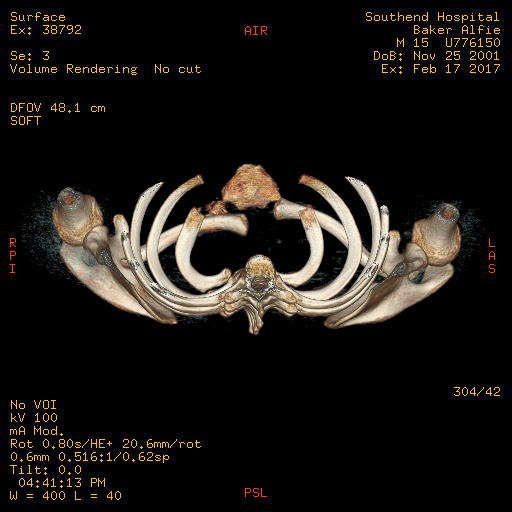 Surface
Ex: 38792
Se: 3
Volume Rendering No cut
DFOV 48.1 cm
SOFT
AIR
Southend Hospital
Baker Alfie
M 15 U776150
DoB: Nov 25 2001
Ex: Feb 17 2017
R
P
I
L
A
S
304/42
No VOI
kV 100
mA Mod.
Rot 0.80s/HE+ 20.6mm/rot
0.6mm 0.516:1/0.62sp
Tilt: 0.0
04:41:13 PM
W = 400 L = 40
PSL